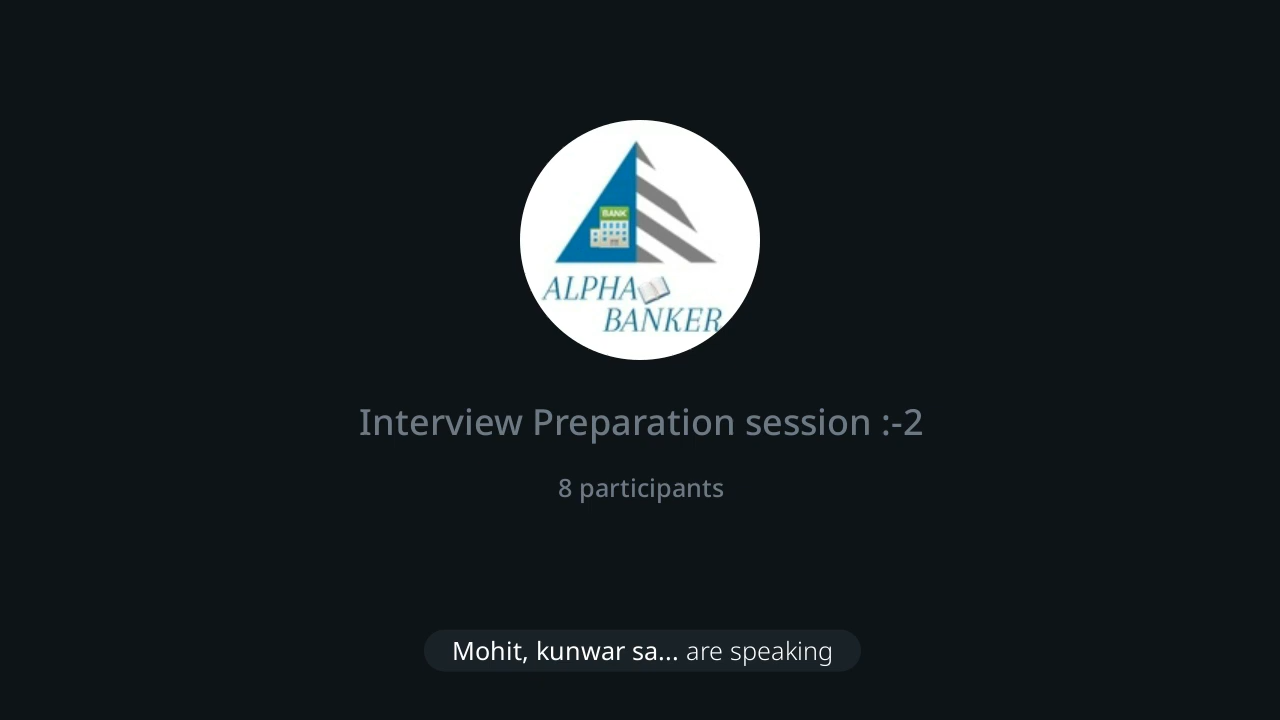 BANK
ALPHA
BANKER
Interview Preparation session :-2
8 participants
Mohit, kunwar sa... are speaking